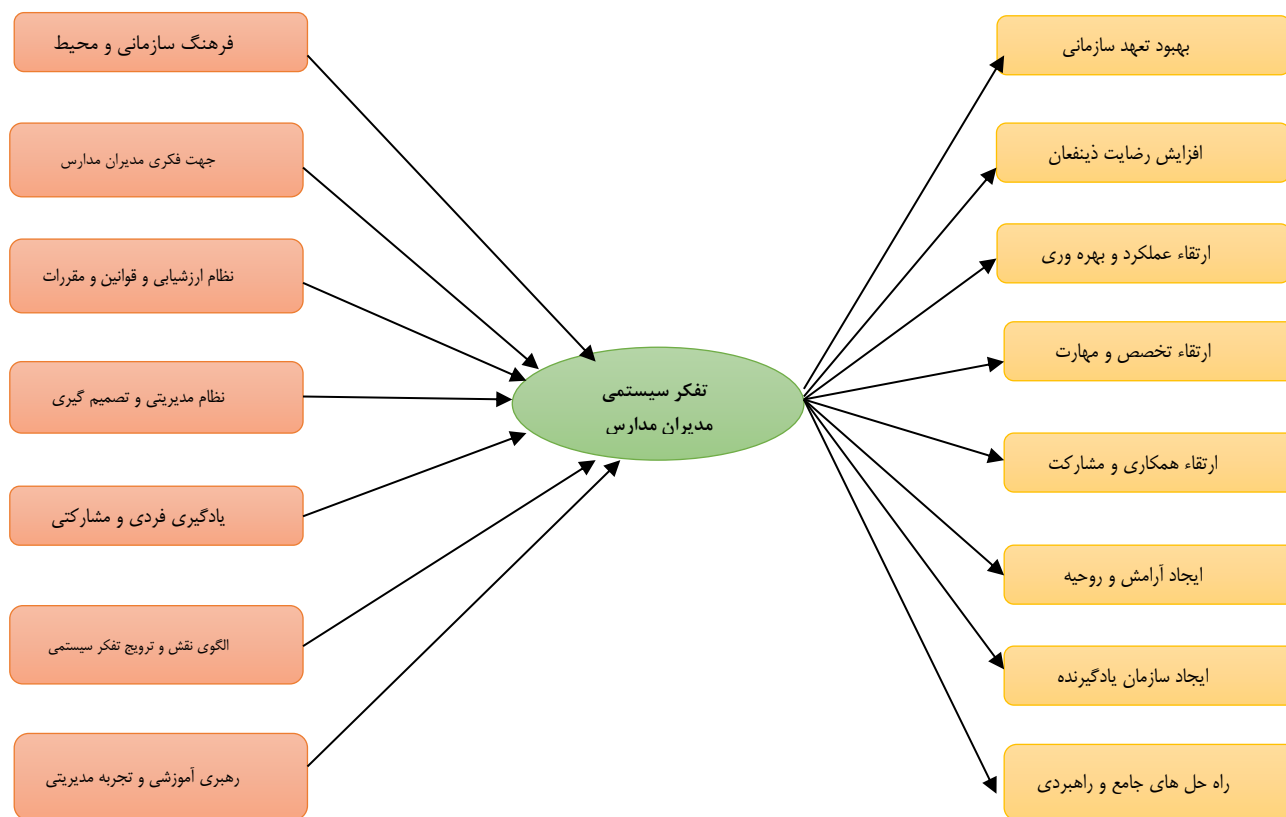 فرهنگ سازمانی و محیط
جهت فکری مدیران مدارس
نظام ارزشیابی و قوانین و مقررات
نظام مدیریتی و تصمیم گیری
یادگیری فردی و مشارکتی
الگوی نقش و ترویج تفکر سیستمی
رهبری آموزشی و تجربه مدیریتی
تفکر سیستمی
مدیران مدارس
بهبود تعهد سازمانی
افزایش رضایت ذینفعان
ارتقاء عملکرد و بهره وری
ارتقاء تخصص و مهارت
ارتقاء همکاری و مشارکت
ایجاد آرامش و روحیه
ایجاد سازمان یادگیرنده
راه حل های جامع و راهبردی